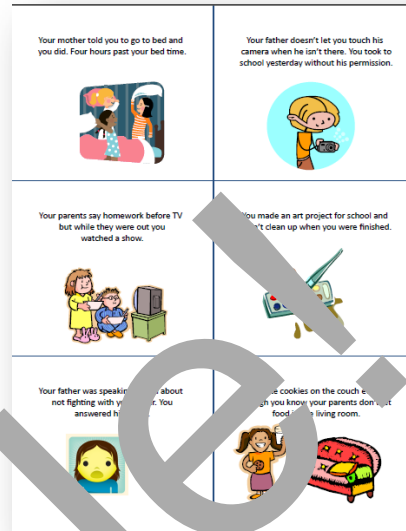 Your mother told you to go to bed and
you did. Four hours past your bed time.
Your father doesn't let you touch his
camera when he isn't there. You took to
school yesterday without his permission.
Your parents say homework before TV
but while they were out you
watched a show.
You made an art project for school and
clean up when you were finished.
Your father was speaking about
not fighting with You
answered
cookies on the couch
you know your parents
food living room.